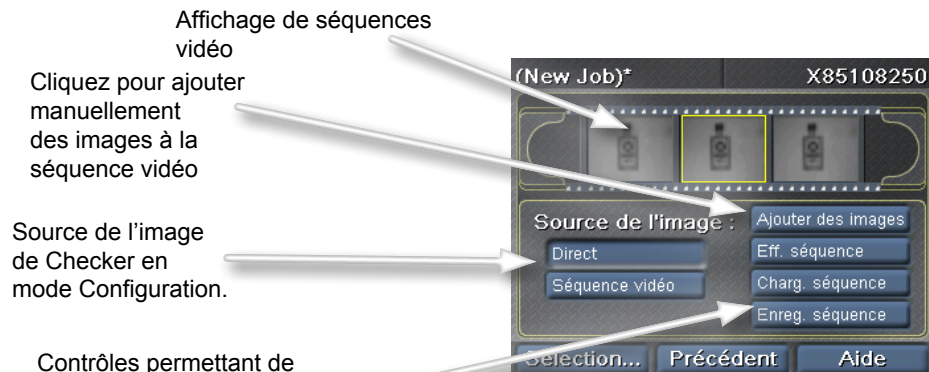 Affichage de séquences
vidéo
Cliquez pour ajouter
manuellement
des images à la
séquence vidéo
Source de l'image
de Checker en
mode Configuration.
Contrôles permettant de
(New Job)*
X85108250
Source de l'image :
Direct
Séquence vidéo
Ajouter des images
Eff. séquence
Charg. séquence
Enreg. séquence
Sélection...
Précédent
Aide